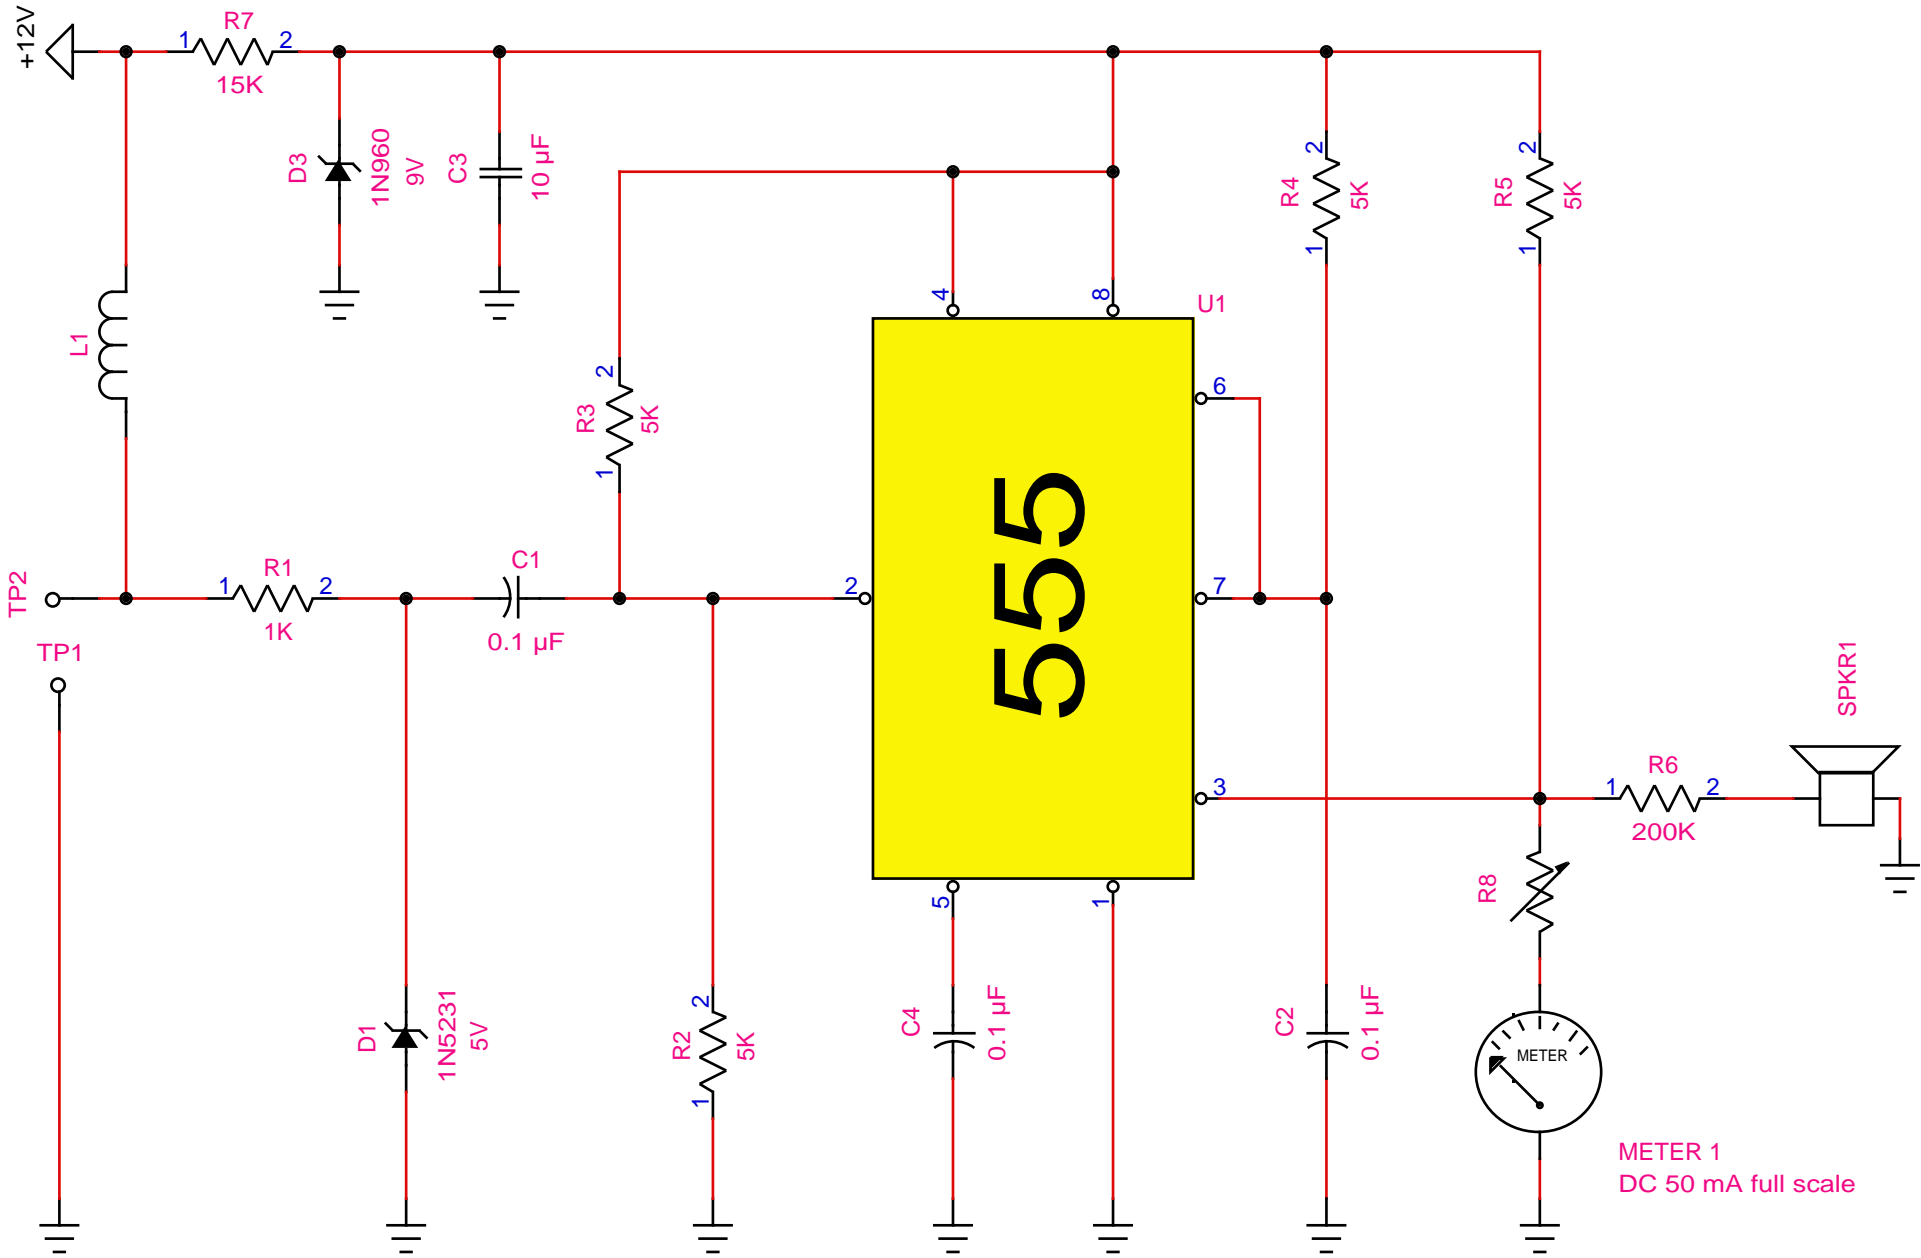 +12V
R7
1
2
15K
D3
1N960
9V
C3
10 µF
L1
R3
2
1
5K
4
8
U1
R4
2
1
5K
R5
2
1
5K
6
7
555
TP2
TP1
R1
1
2
1K
C1
0.1 µF
2
3
R6
1
2
200K
SPKR1
R8
5
1
D1
1N5231
5V
R2
2
1
5K
C4
0.1 µF
C2
0.1 µF
METER
METER 1
DC 50 mA full scale